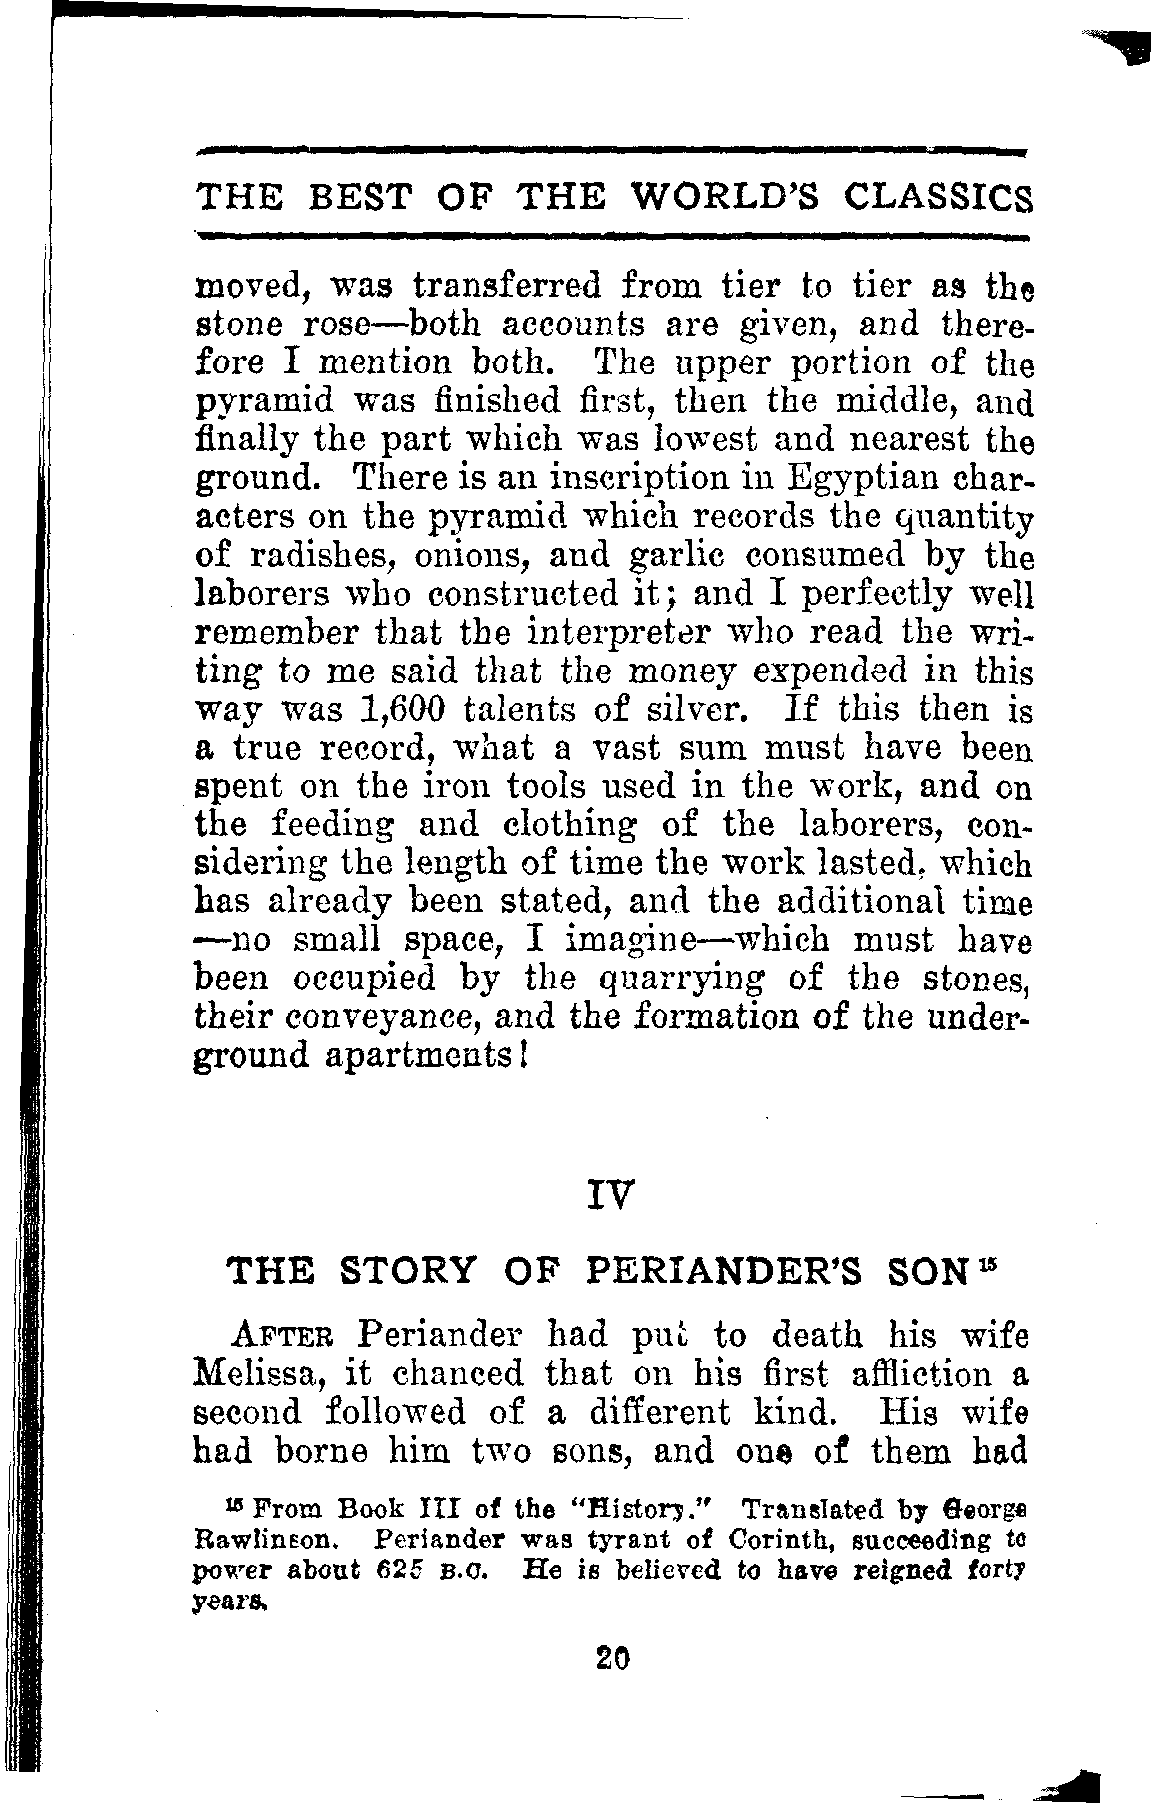 THE BEST OF THE WORLD'S CLASSICS
moved, was transferred from tier to tier as the
stone rose—both accounts are given, and there-
fore I mention both. The upper portion of the
pyramid was finished first, then the middle, and
finally the part which was lowest and nearest the
ground. There is an inscription in Egyptian char-
acters on the pyramid which records the quantity
of radishes, onions, and garlic consumed by the
laborers who constructed it; and I perfectly well
remember that the interpreter who read the wri-
ting to me said that the money expended in this
way was 1,600 talents of silver. If this then is
a true record, what a vast sum must have been
spent on the iron tools used in the work, and on
the feeding and clothing of the laborers, con-
sidering the length of time the work lasted, which
has already been stated, and the additional time
—no small space, I imagine—which must have
been occupied by the quarrying of the stones,
their conveyance, and the formation of the under-
ground apartments!
IV
THE STORY OF PERIANDER'S SON 15
AFTER Periander had put to death his wife
Melissa, it chanced that on his first affliction a
second followed of a different kind. His wife
had borne him two sons, and one of them had
15 From Book III of the "History." Translated by George
Rawlinson. Periander was tyrant of Corinth, succeeding to
power about 625 B.C. He is believed to have reigned forty
years.
20